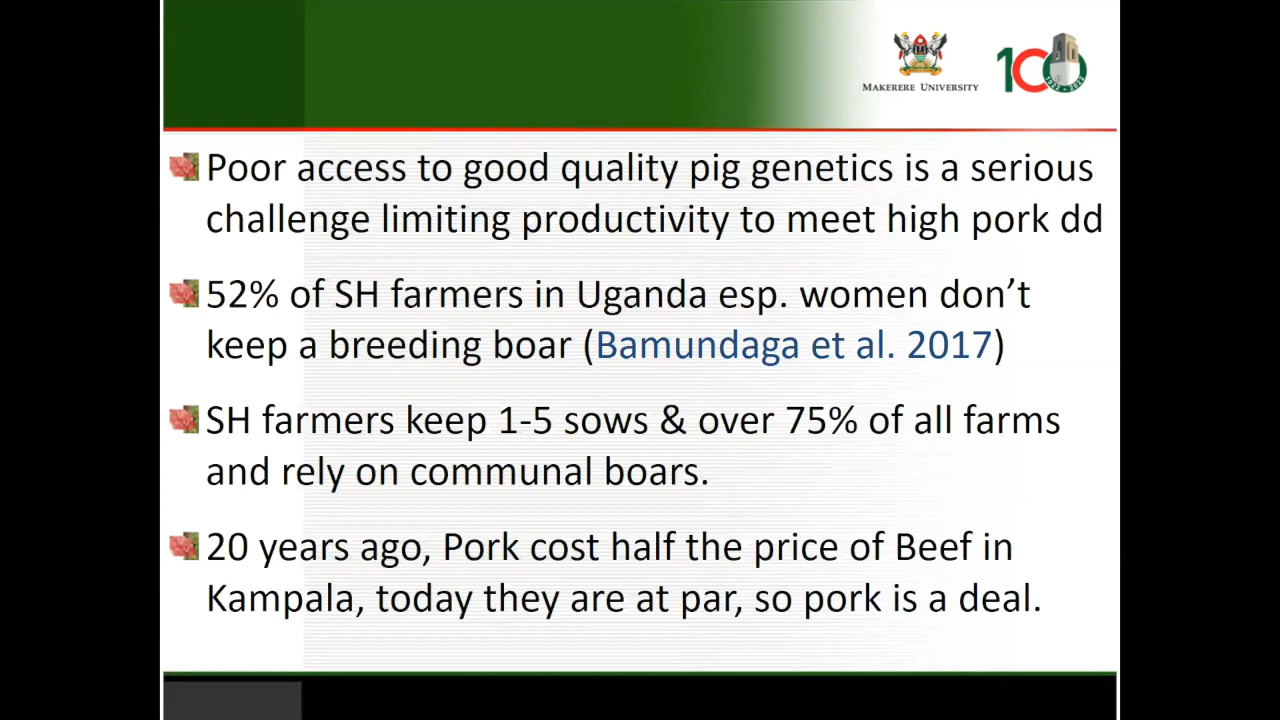 MAKERERE UNIVERSITY
100
1922 - 2022
Poor access to good quality pig genetics is a serious
challenge limiting productivity to meet high pork dd
52% of SH farmers in Uganda esp. women don’t
keep a breeding boar (Bamundaga et al. 2017)
SH farmers keep 1-5 sows & over 75% of all farms
and rely on communal boars.
20 years ago, Pork cost half the price of Beef in
Kampala, today they are at par, so pork is a deal.